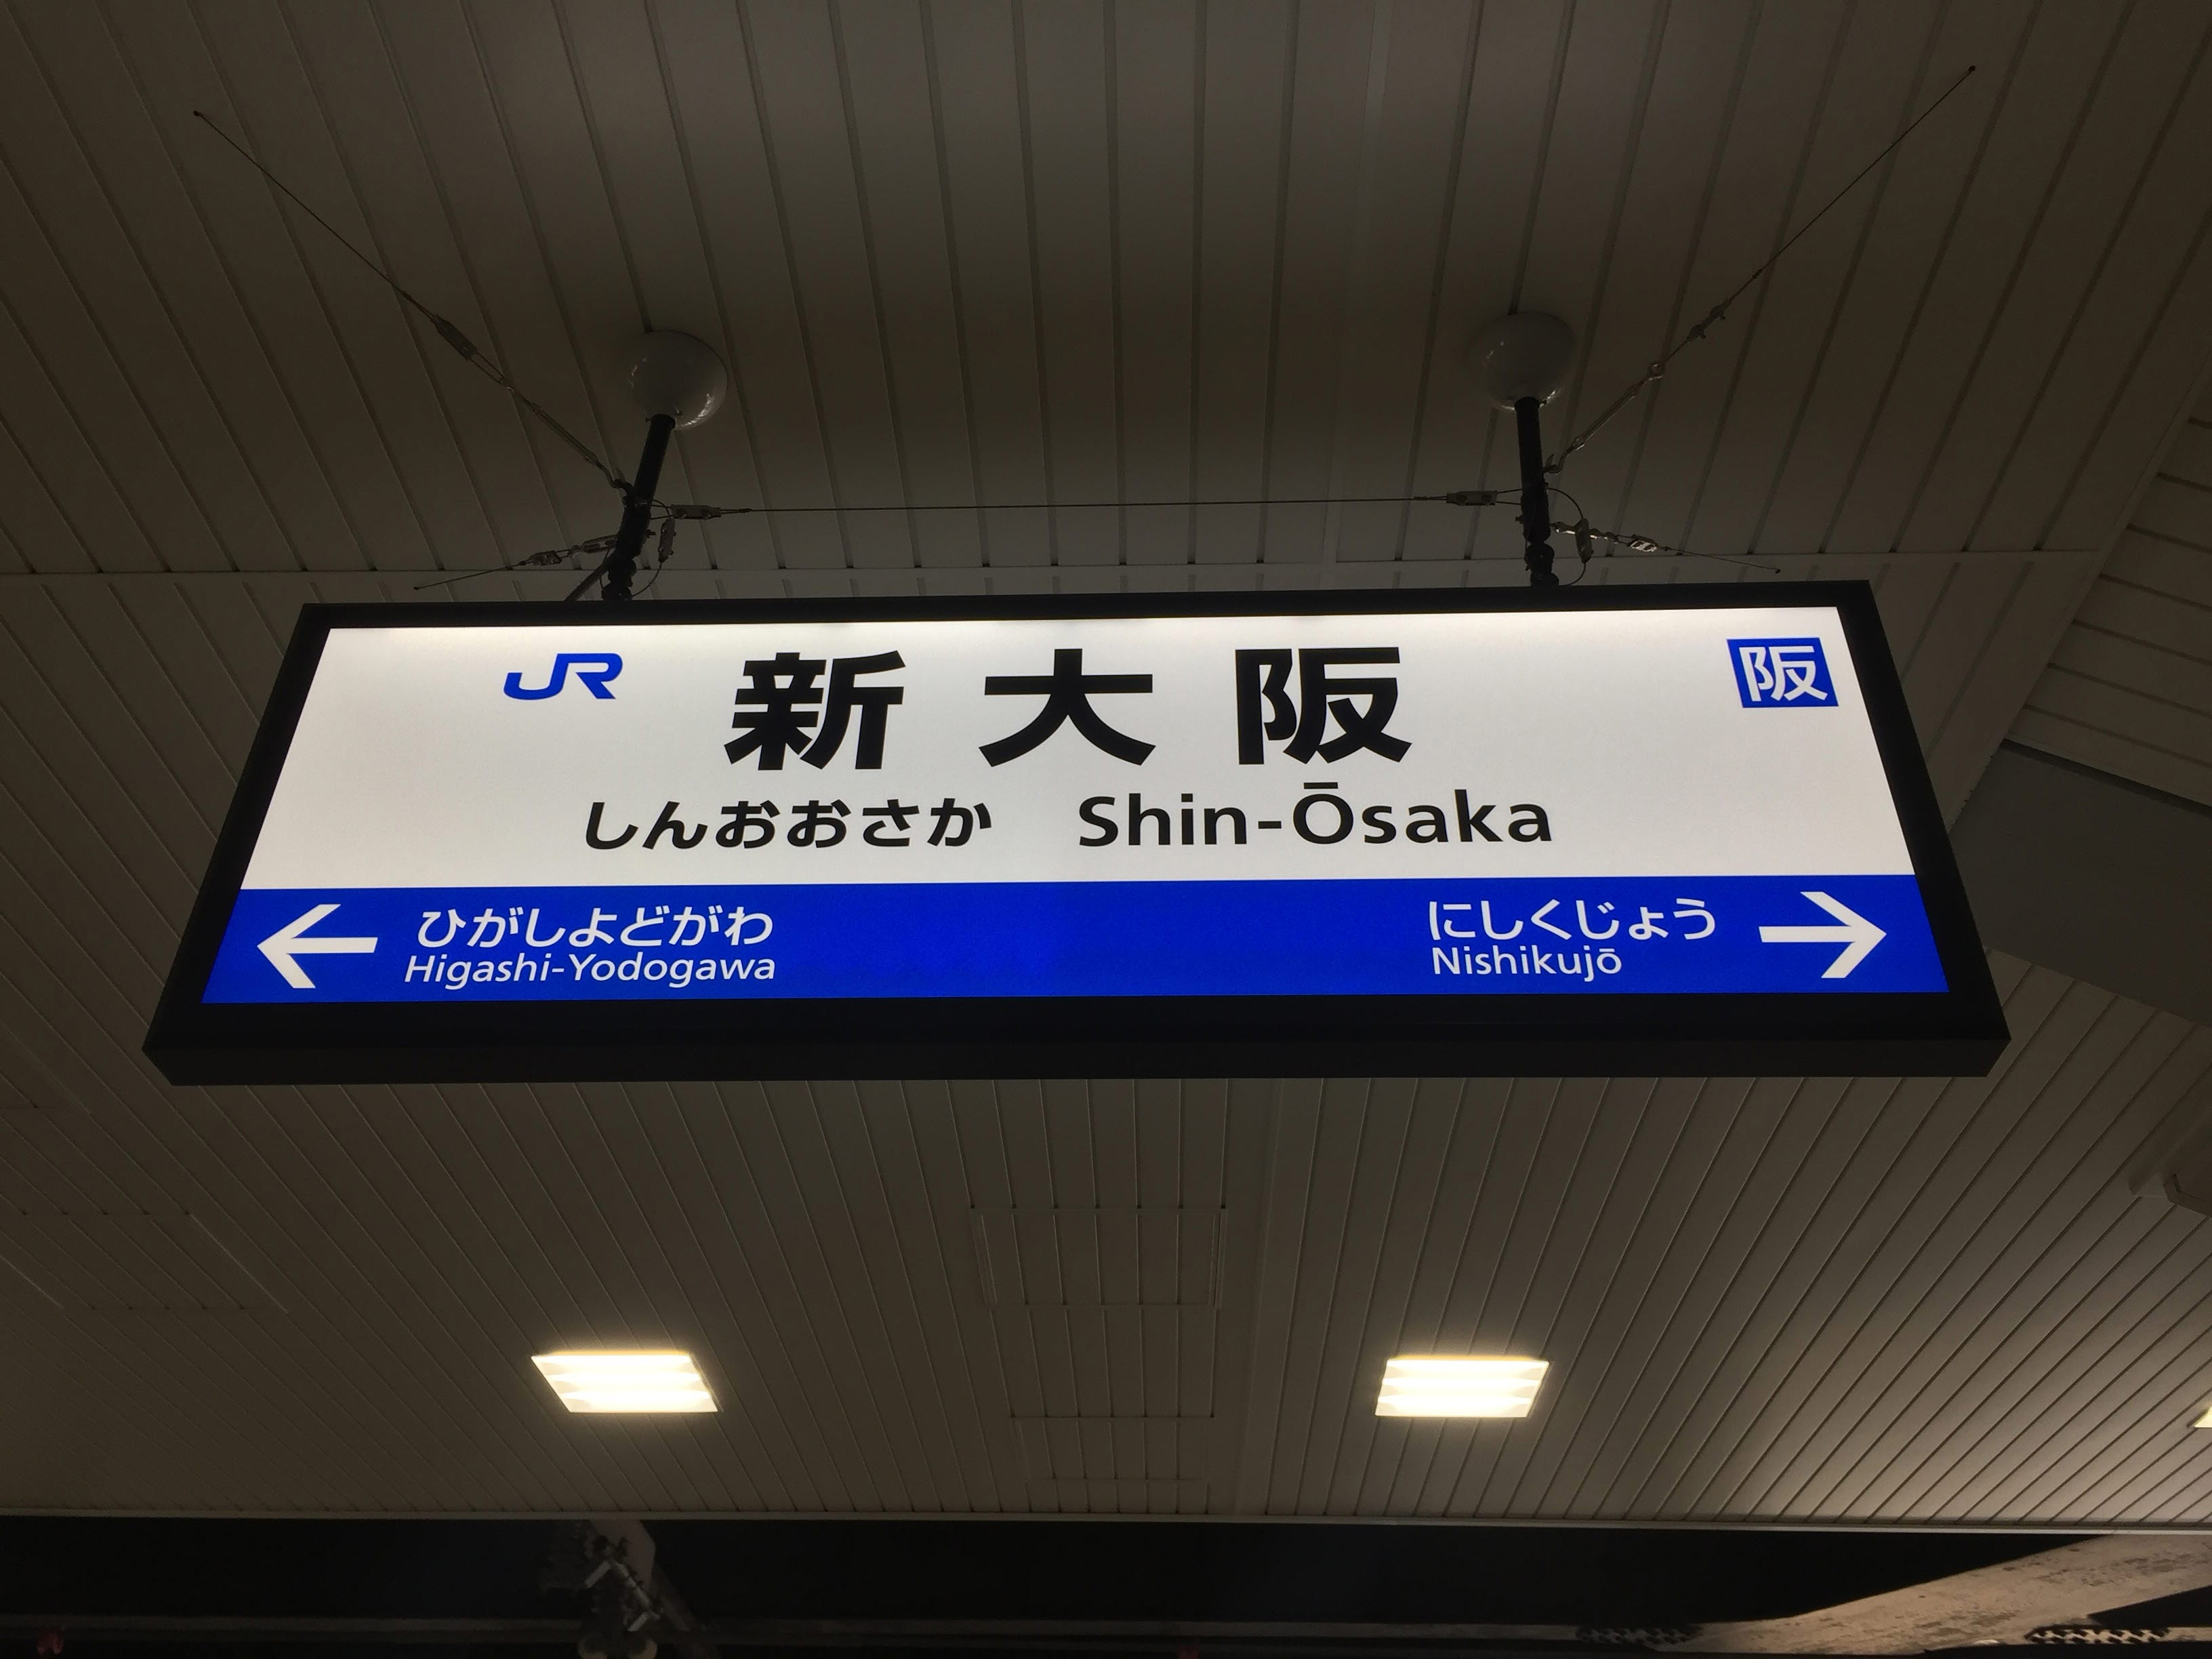 JR 新大阪 阪
しんおおさか Shin-Ōsaka
← ひがしよどがわ
Higashi-Yodogawa
にしくじょう →
Nishikujō